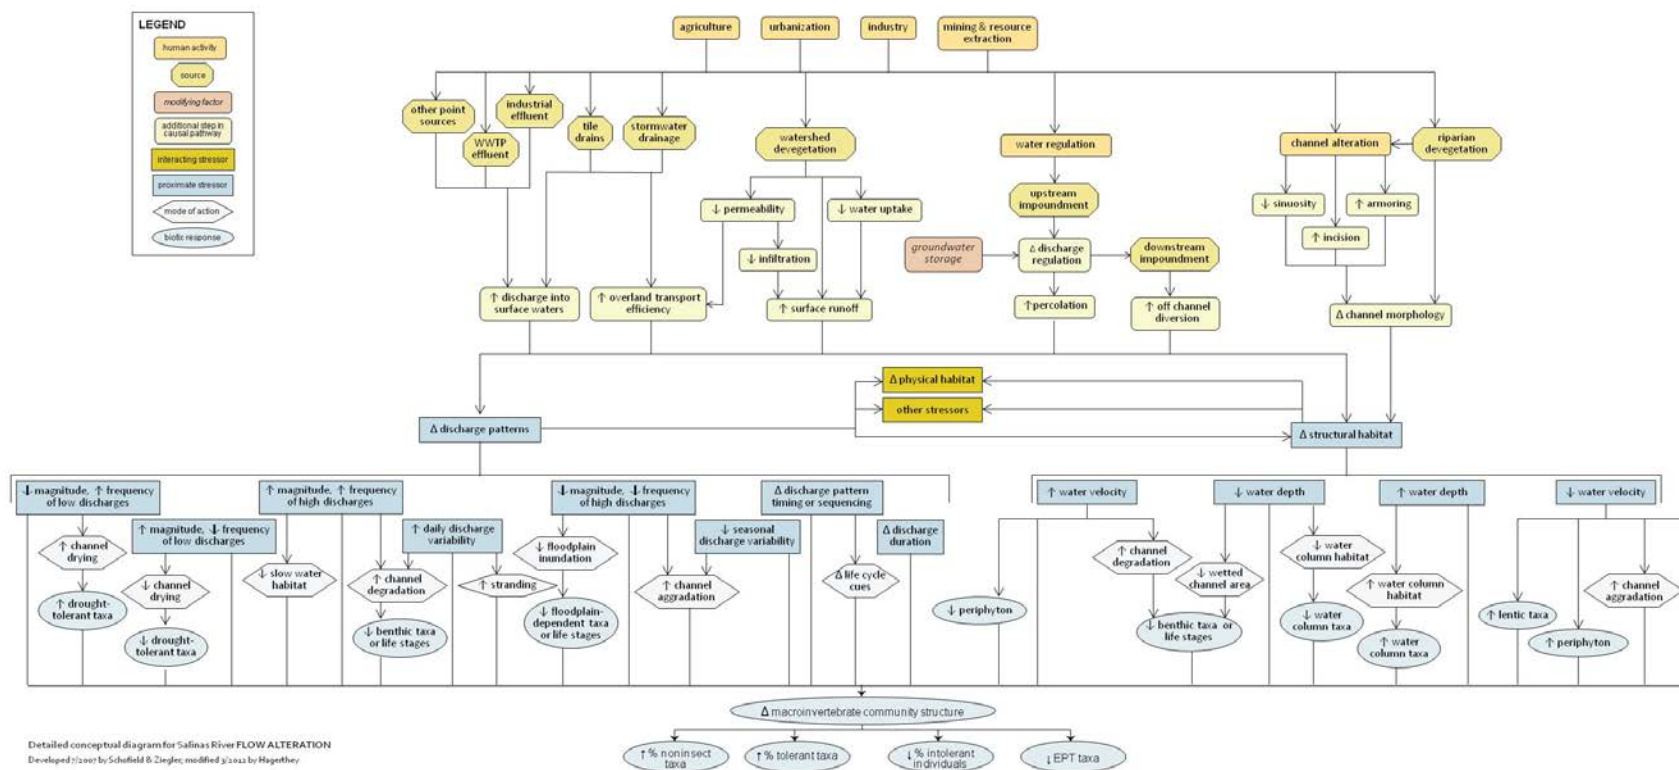 LEGEND
human activity
source
modifying factor
additional step in
causal pathway
interacting stressor
proximate stressor
mode of action
biotic response
agriculture
urbanization
industry
mining & resource
extraction
other point
sources
WWTP
effluent
industrial
effluent
tile
drains
stormwater
drainage
watershed
devegetation
water regulation
channel alteration
riparian
devegetation
upstream
impoundment
↓ permeability
↓ water uptake
↓ sinuosity
↑ armoring
↑ incision
↓ infiltration
groundwater
storage
Δ discharge
regulation
downstream
impoundment
↑ discharge into
surface waters
↑ overland transport
efficiency
↑ surface runoff
↑percolation
↑ off channel
diversion
Δ channel morphology
Δ physical habitat
other stressors
Δ discharge patterns
Δ structural habitat
↓ magnitude, ↑ frequency
of low discharges
↑ magnitude, ↑ frequency
of high discharges
↓ magnitude, ↓ frequency
of high discharges
Δ discharge pattern
timing or sequencing
↑ water velocity
↓ water depth
↑ water depth
↓ water velocity
↑ magnitude, ↓ frequency
of low discharges
↑ daily discharge
variability
↓ seasonal
discharge variability
Δ discharge
duration
↑ channel
drying
↓ channel
drying
↓ slow water
habitat
↑ channel
degradation
↑ stranding
↓ floodplain
inundation
↑ channel
aggradation
Δ life cycle
cues
↑ channel
degradation
↓ wetted
channel area
↓ water
column habitat
↑ water column
habitat
↑ channel
aggradation
↑ drought-
tolerant taxa
↓ drought-
tolerant taxa
↓ benthic taxa
or life stages
↓ floodplain-
dependent taxa
or life stages
↓ periphyton
↓ benthic taxa or
life stages
↓ water
column taxa
↑ water
column taxa
↑ lentic taxa
↑ periphyton
Δ macroinvertebrate community structure
↑ % noninsect
taxa
↑ % tolerant taxa
↓ % intolerant
individuals
↓ EPT taxa
Detailed conceptual diagram for Salinas River FLOW ALTERATION
Developed 7/2007 by Schofield & Ziegler, modified 3/2012 by Hagerthey